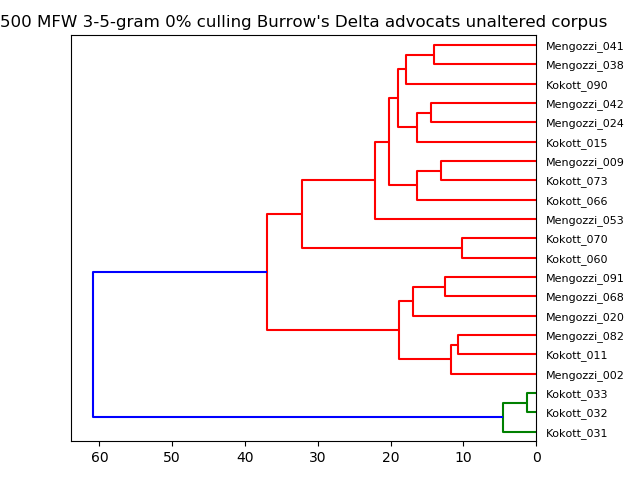 500 MFW 3-5-gram 0% culling Burrow's Delta advocats unaltered corpus
Mengozzi_041
Mengozzi_038
Kokott_090
Mengozzi_042
Mengozzi_024
Kokott_015
Mengozzi_009
Kokott_073
Kokott_066
Mengozzi_053
Kokott_070
Kokott_060
Mengozzi_091
Mengozzi_068
Mengozzi_020
Mengozzi_082
Kokott_011
Mengozzi_002
Kokott_033
Kokott_032
Kokott_031
60 50 40 30 20 10 0